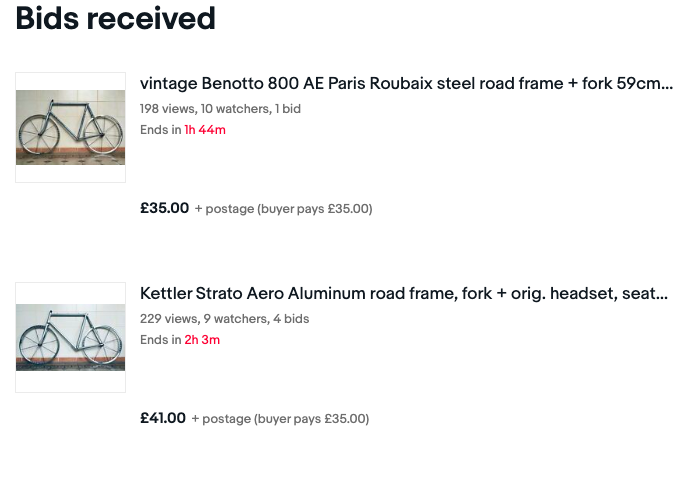 Bids received
vintage Benotto 800 AE Paris Roubaix steel road frame + fork 59cm...
198 views, 10 watchers, 1 bid
Ends in 1h 44m
£35.00 + postage (buyer pays £35.00)
Kettler Strato Aero Aluminum road frame, fork + orig. headset, seat...
229 views, 9 watchers, 4 bids
Ends in 2h 3m
£41.00 + postage (buyer pays £35.00)